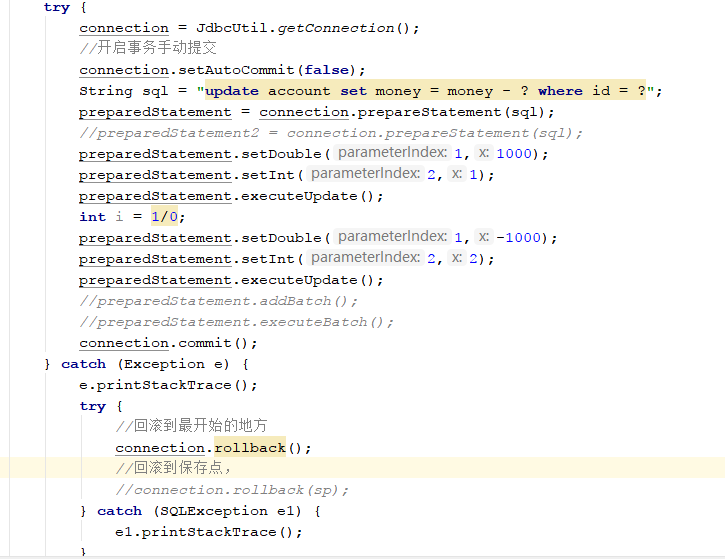 try {
connection = JdbcUtil.getConnection();
//开启事务手动提交
connection.setAutoCommit(false);
String sql = "update account set money = money - ? where id = ?";
preparedStatement = connection.prepareStatement(sql);
//preparedStatement2 = connection.prepareStatement(sql);
preparedStatement.setDouble( parameterIndex: 1, x: 1000);
preparedStatement.setInt( parameterIndex: 2, x: 1);
preparedStatement.executeUpdate();
int i = 1/0;
preparedStatement.setDouble( parameterIndex: 1, x: -1000);
preparedStatement.setInt( parameterIndex: 2, x: 2);
preparedStatement.executeUpdate();
//preparedStatement.addBatch();
//preparedStatement.executeBatch();
connection.commit();
} catch (Exception e) {
e.printStackTrace();
try {
//回滚到最开始的地方
connection.rollback();
//回滚到保存点，
//connection.rollback(sp);
} catch (SQLException e1) {
e1.printStackTrace();
}